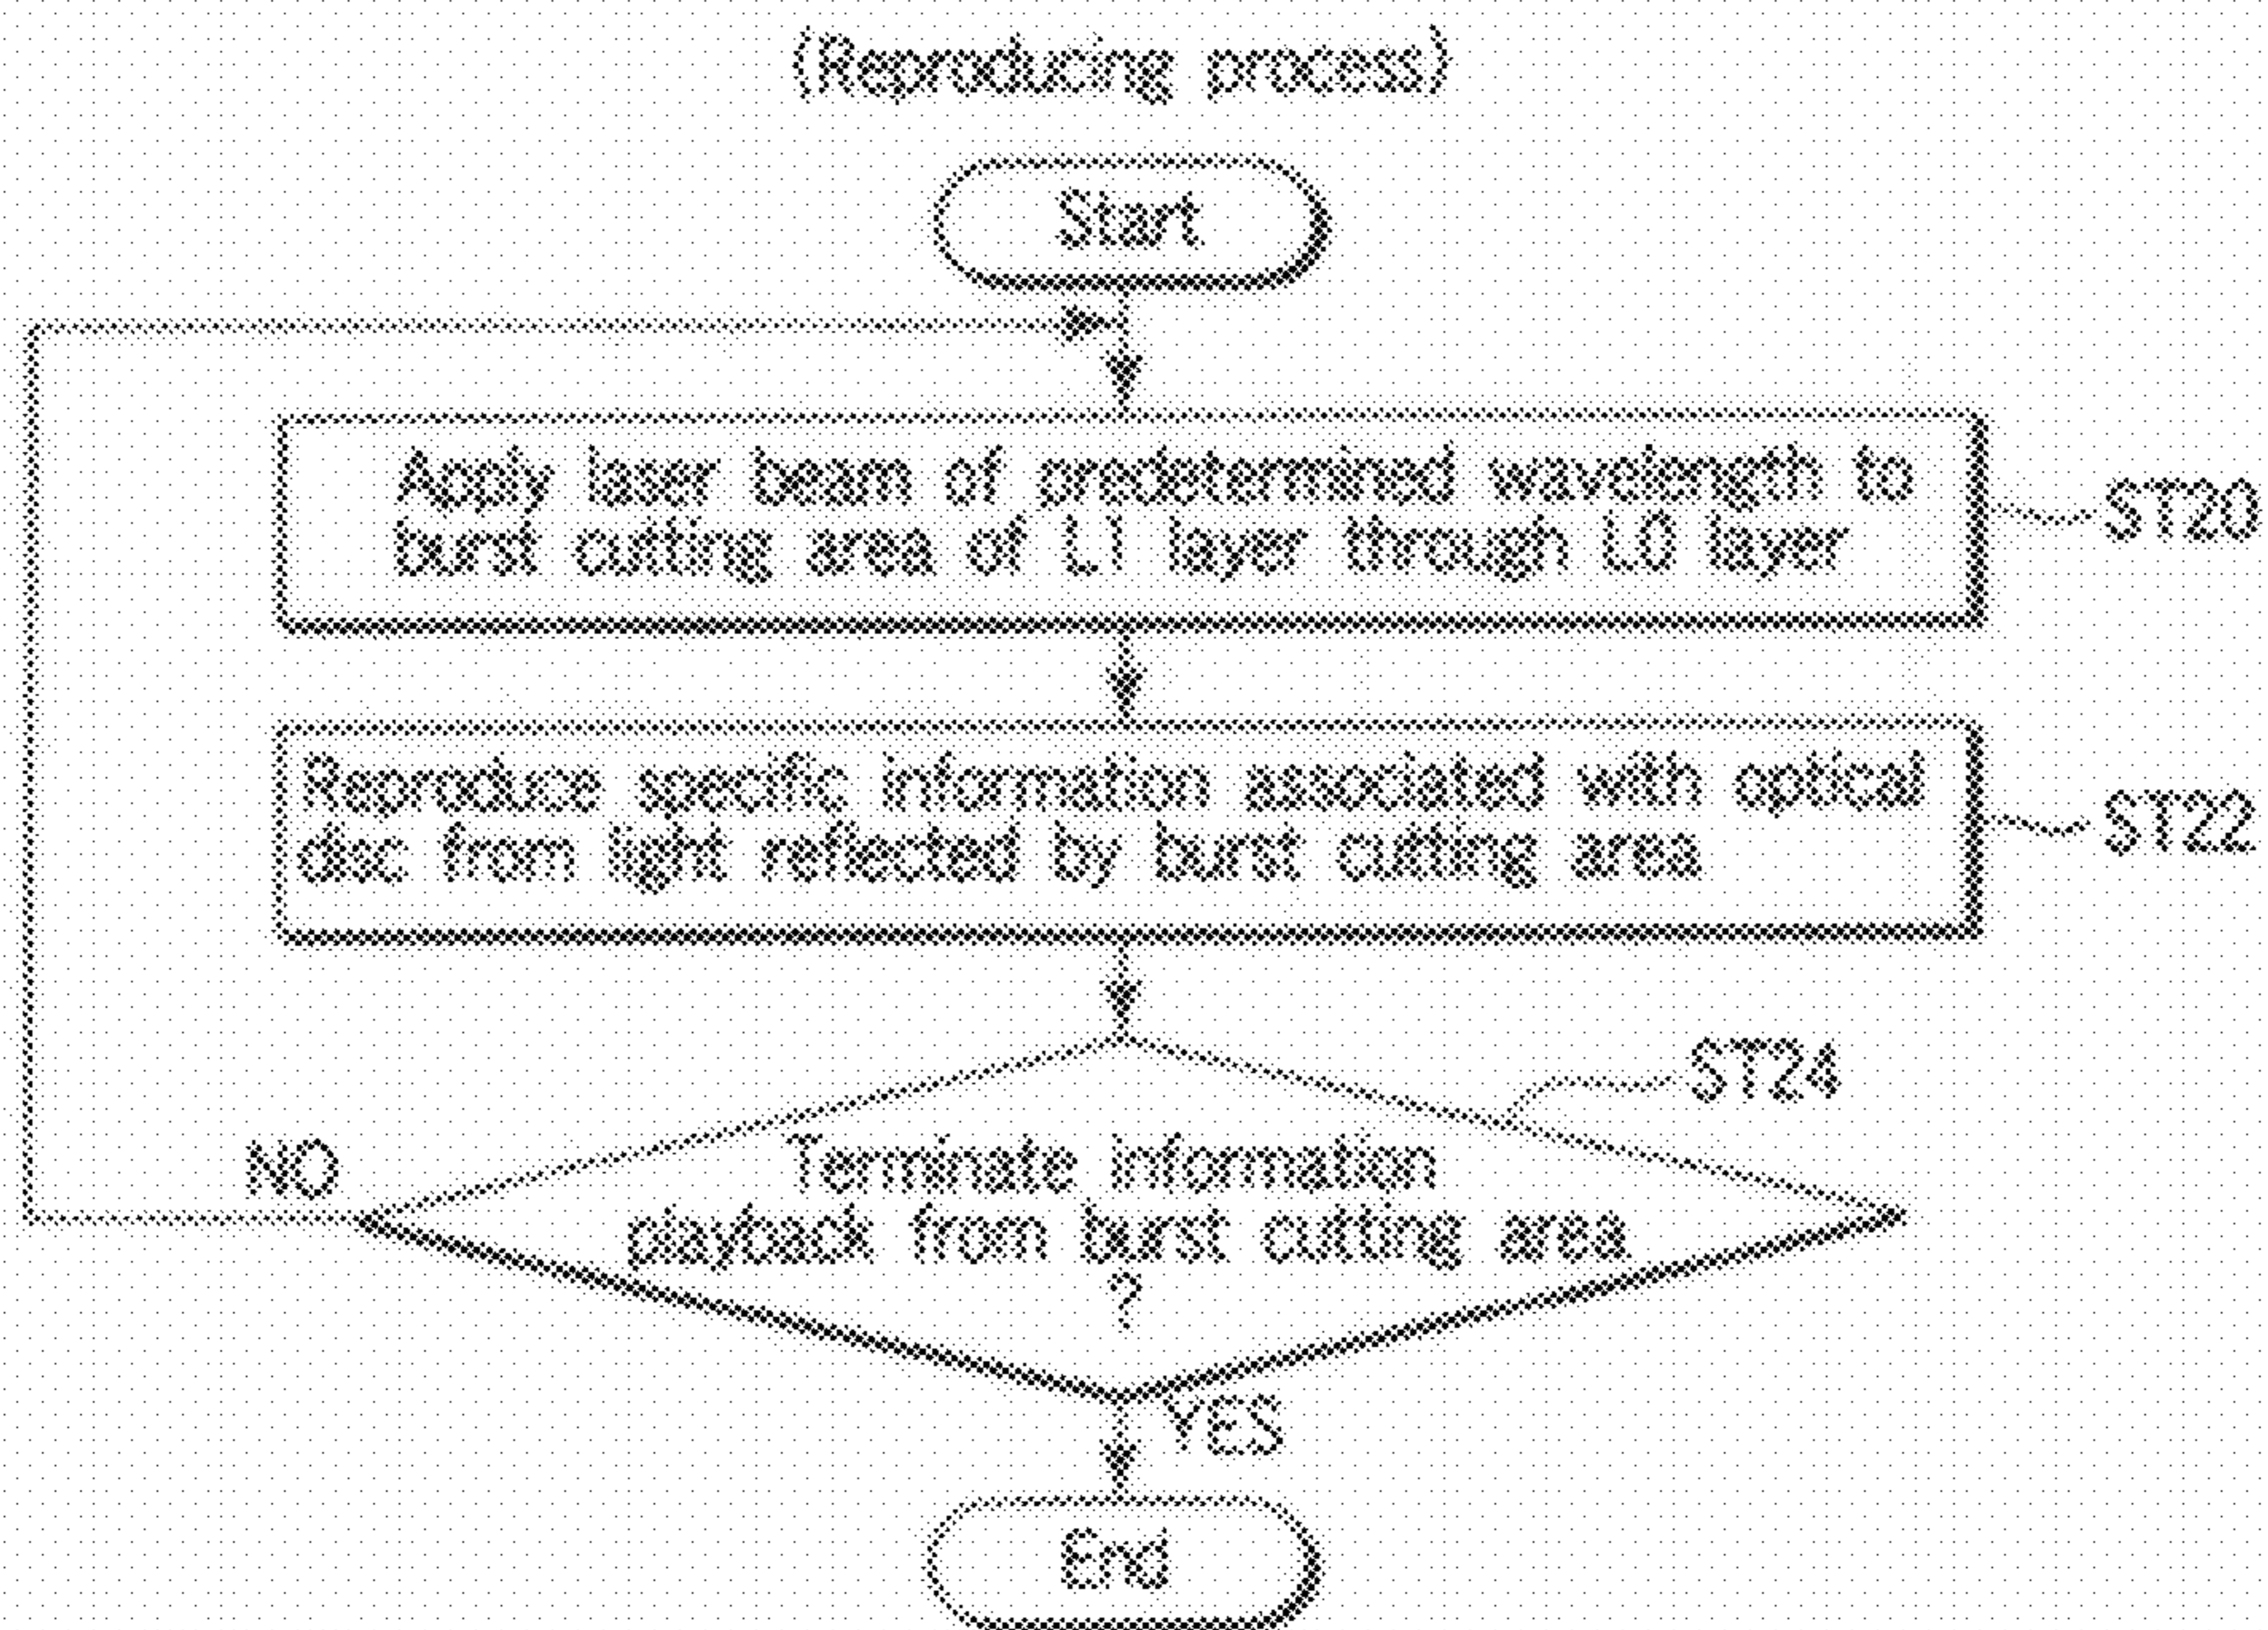 (Reproducing process)
Start
Apply laser beam of predetermined wavelength to
burst cutting area of L1 layer through L0 layer
ST20
Reproduce specific information associated with optical
disc from light reflected by burst cutting area
ST22
ST24
NO
Terminate information
playback from burst cutting area
?
YES
End